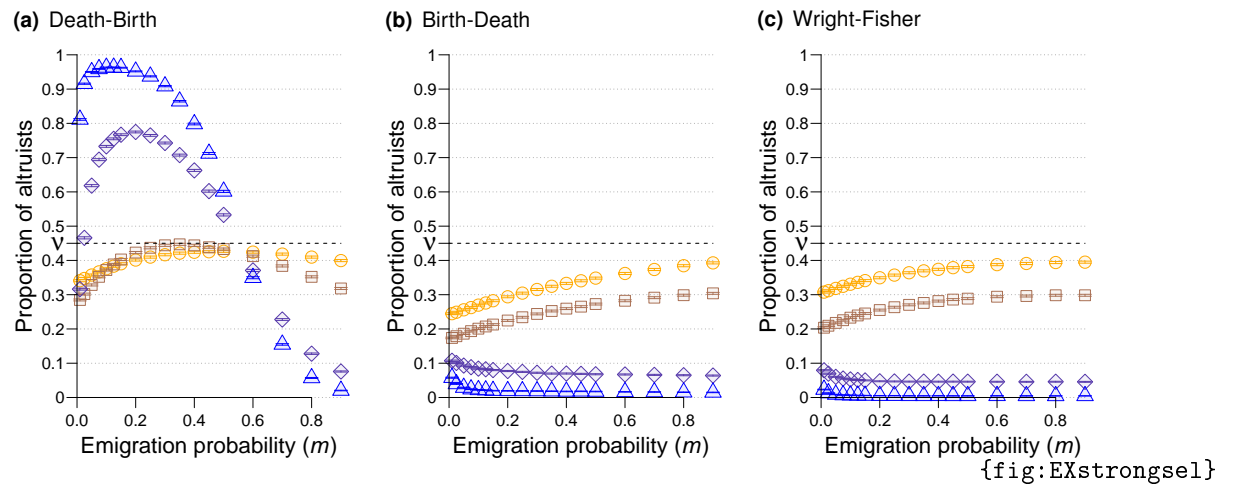 (a) Death-Birth
Proportion of altruists
1
0.9
0.8
0.7
0.6
0.5
ν
0.4
0.3
0.2
0.1
0
0.0 0.2 0.4 0.6 0.8
Emigration probability (m)
(b) Birth-Death
Proportion of altruists
1
0.9
0.8
0.7
0.6
0.5
ν
0.4
0.3
0.2
0.1
0
0.0 0.2 0.4 0.6 0.8
Emigration probability (m)
(c) Wright-Fisher
Proportion of altruists
1
0.9
0.8
0.7
0.6
0.5
ν
0.4
0.3
0.2
0.1
0
0.0 0.2 0.4 0.6 0.8
Emigration probability (m)
{fig:EXstrongsel}